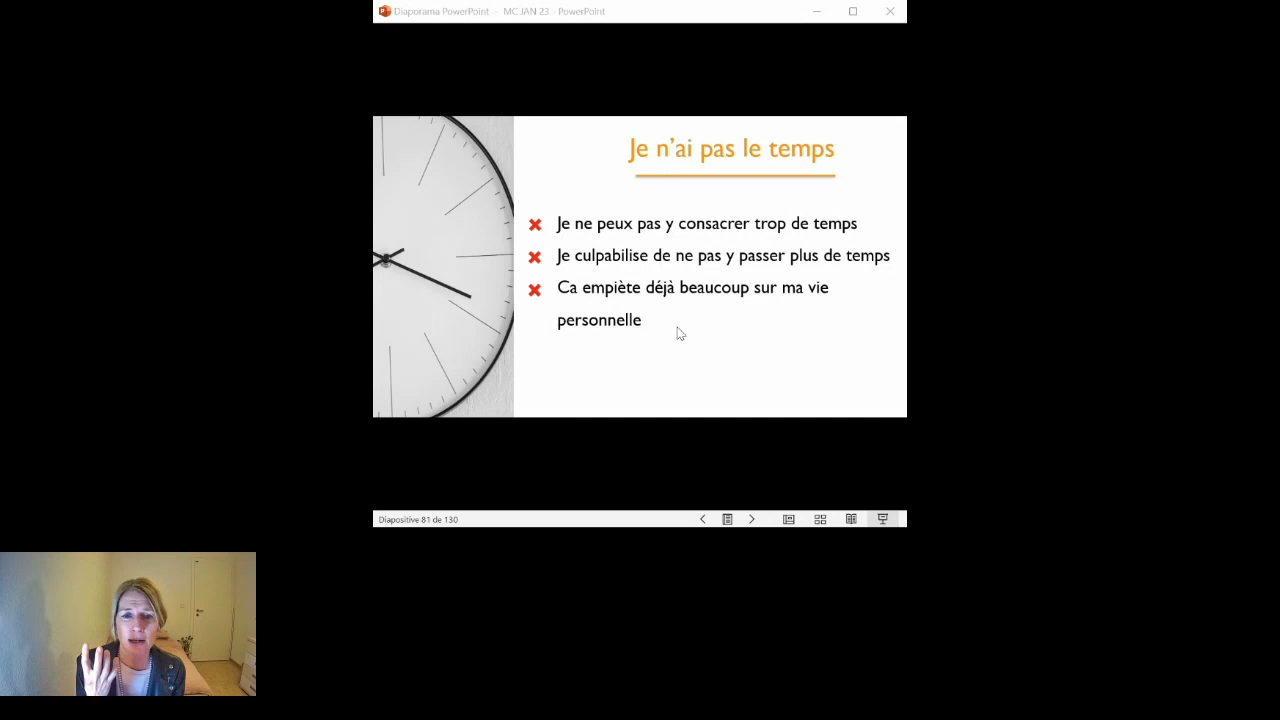 Diaporama PowerPoint - MC JAN 23 - PowerPoint
Je n'ai pas le temps
Je ne peux pas y consacrer trop de temps
Je culpabilise de ne pas y passer plus de temps
Ca empiète déjà beaucoup sur ma vie
personnelle
Diapositive 81 de 130